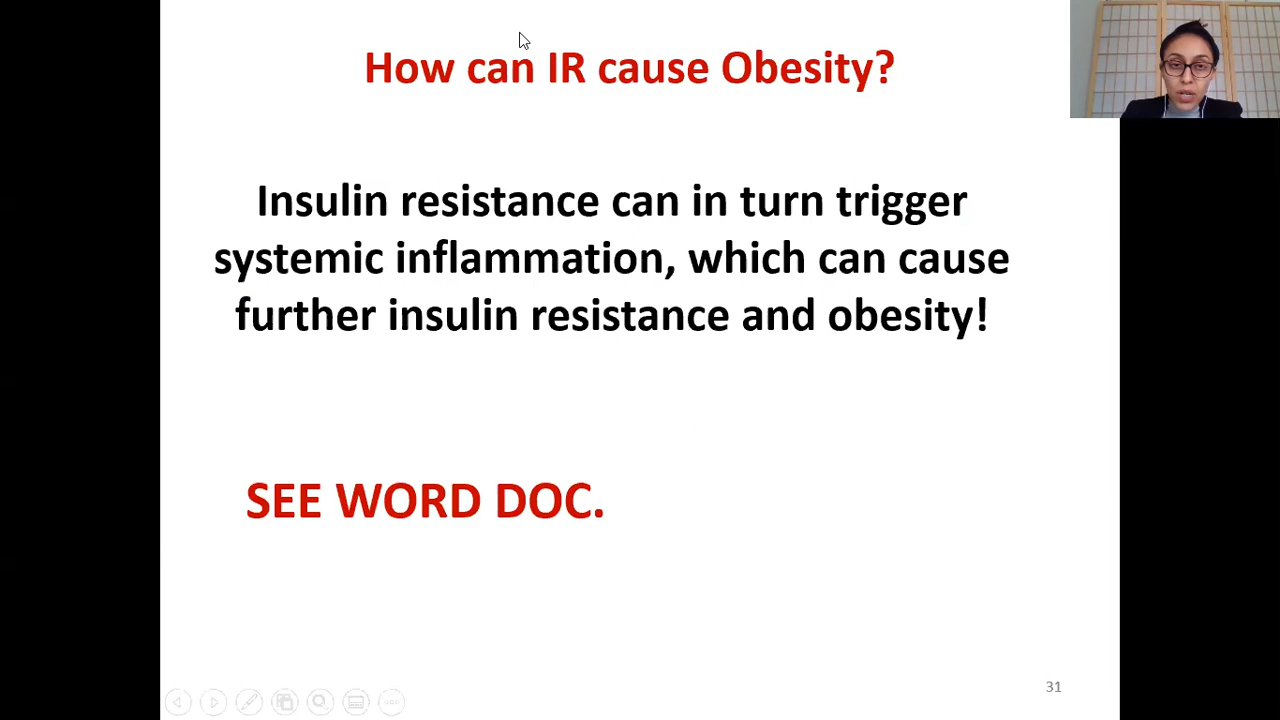 How can IR cause Obesity?
Insulin resistance can in turn trigger
systemic inflammation, which can cause
further insulin resistance and obesity!
SEE WORD DOC.
31